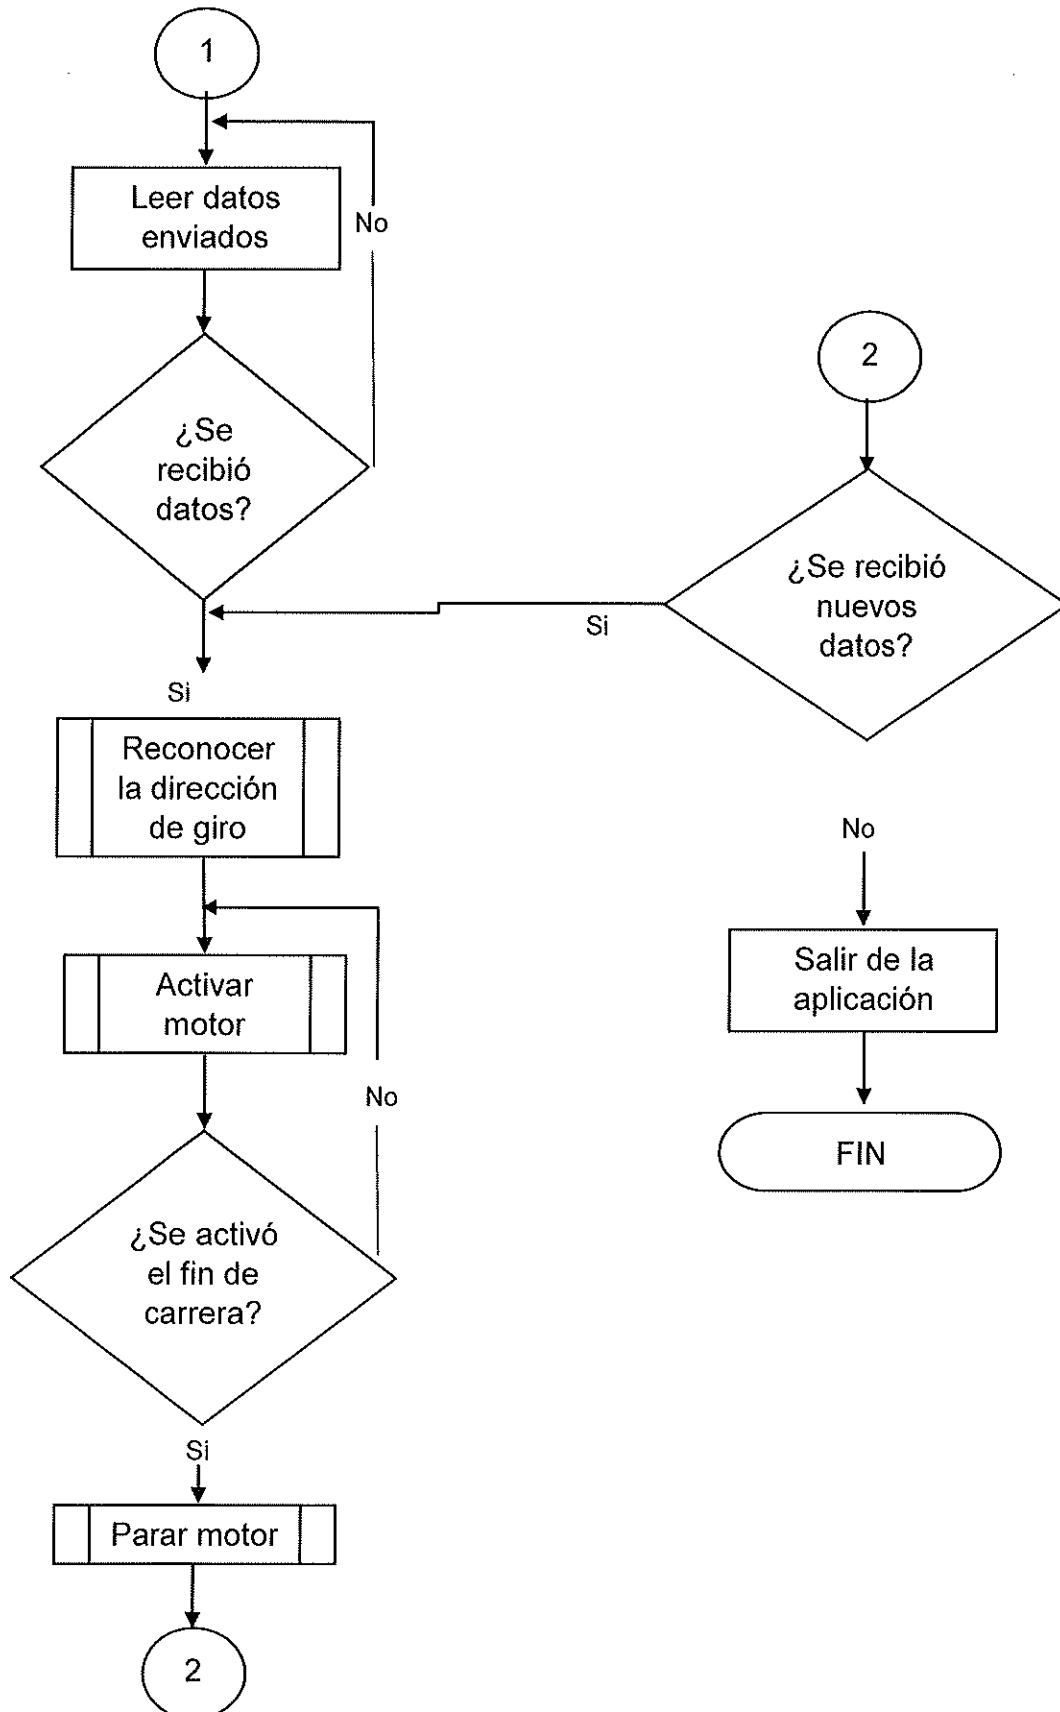 1
Leer datos
enviados
No
¿Se
recibió
datos?
Si
Reconocer
la dirección
de giro
Activar
motor
No
¿Se activó
el fin de
carrera?
Si
Parar motor
2
2
¿Se recibió
nuevos
datos?
Si
No
Salir de la
aplicación
FIN